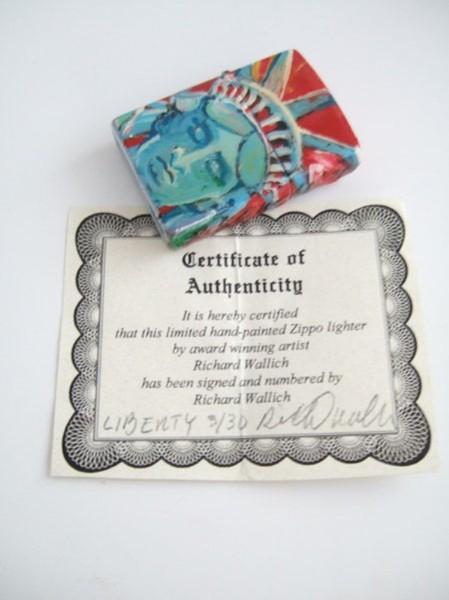 Certificate of
Authenticity
It is hereby certified
that this limited hand-painted Zippo lighter
by award winning artist
Richard Wallich
has been signed and numbered by
Richard Wallich
LIBERTY 3/30